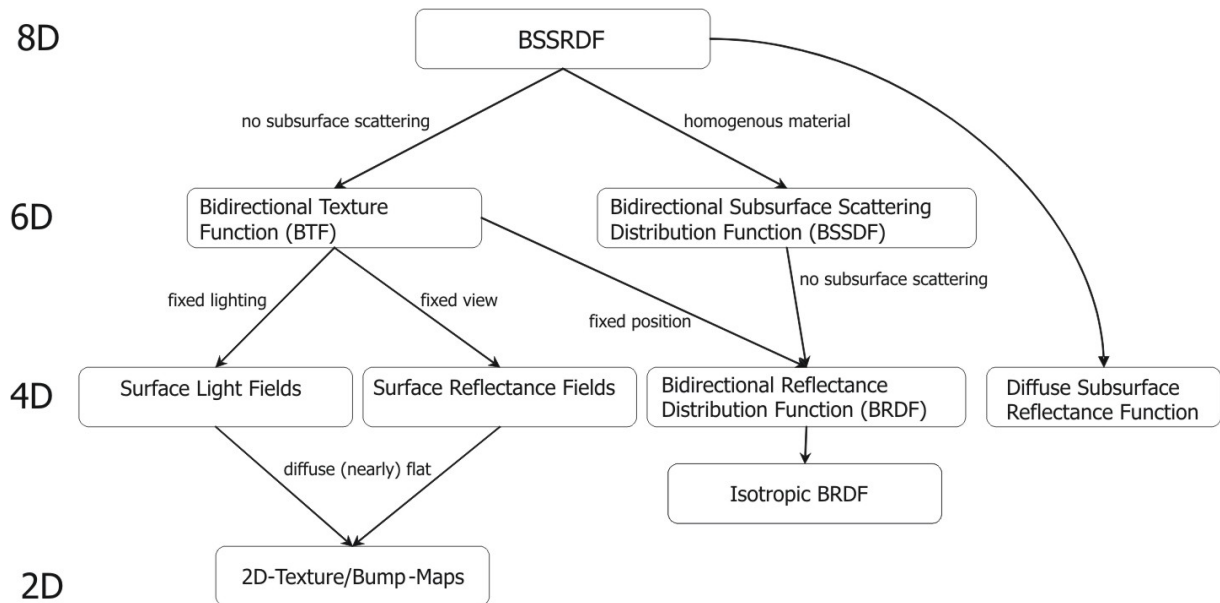 8D
BSSRDF
no subsurface scattering
homogenous material
6D
Bidirectional Texture
Function (BTF)
Bidirectional Subsurface Scattering
Distribution Function (BSSDF)
fixed lighting
fixed view
fixed position
no subsurface scattering
4D
Surface Light Fields
Surface Reflectance Fields
Bidirectional Reflectance
Distribution Function (BRDF)
Diffuse Subsurface
Reflectance Function
diffuse (nearly) flat
Isotropic BRDF
2D
2D-Texture/Bump-Maps